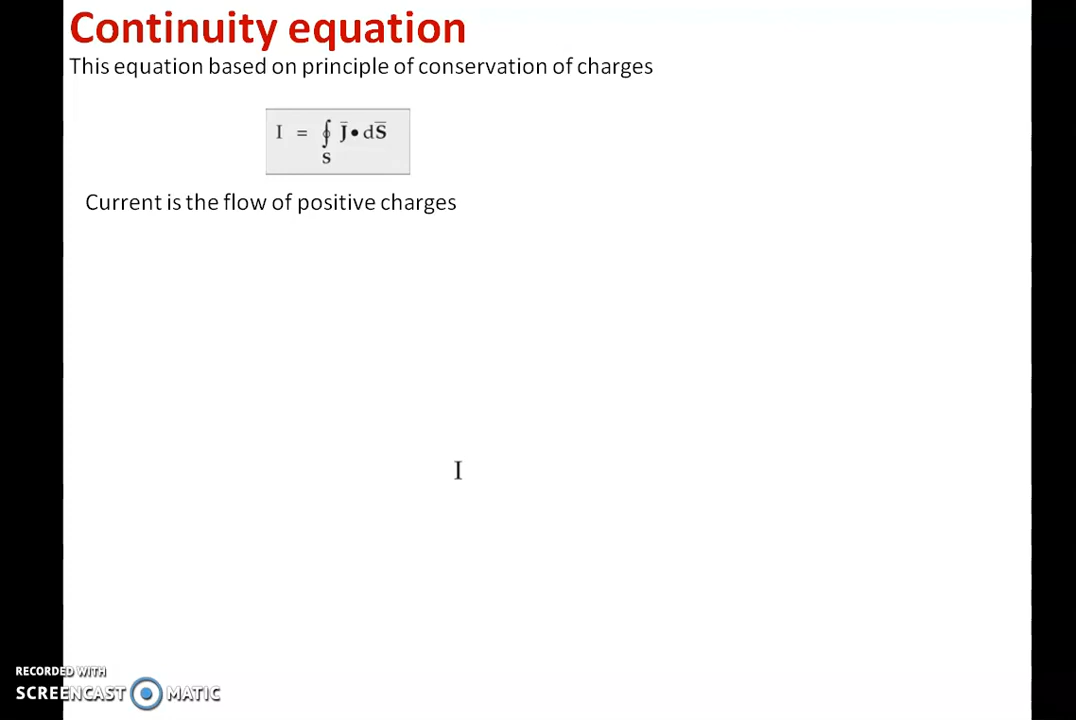 Continuity equation
This equation based on principle of conservation of charges
I = ∮ J̄ • dS̄
S
Current is the flow of positive charges
RECORDED WITH
SCREENCAST MATIC